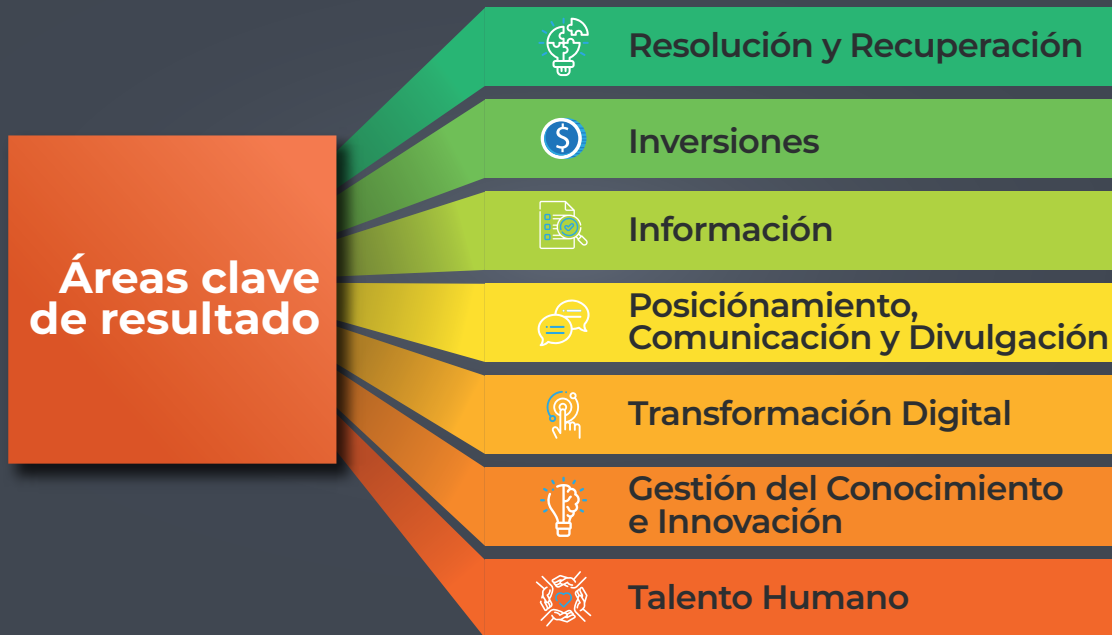 Áreas clave
de resultado
Resolución y Recuperación
Inversiones
Información
Posiciónamiento,
Comunicación y Divulgación
Transformación Digital
Gestión del Conocimiento
e Innovación
Talento Humano